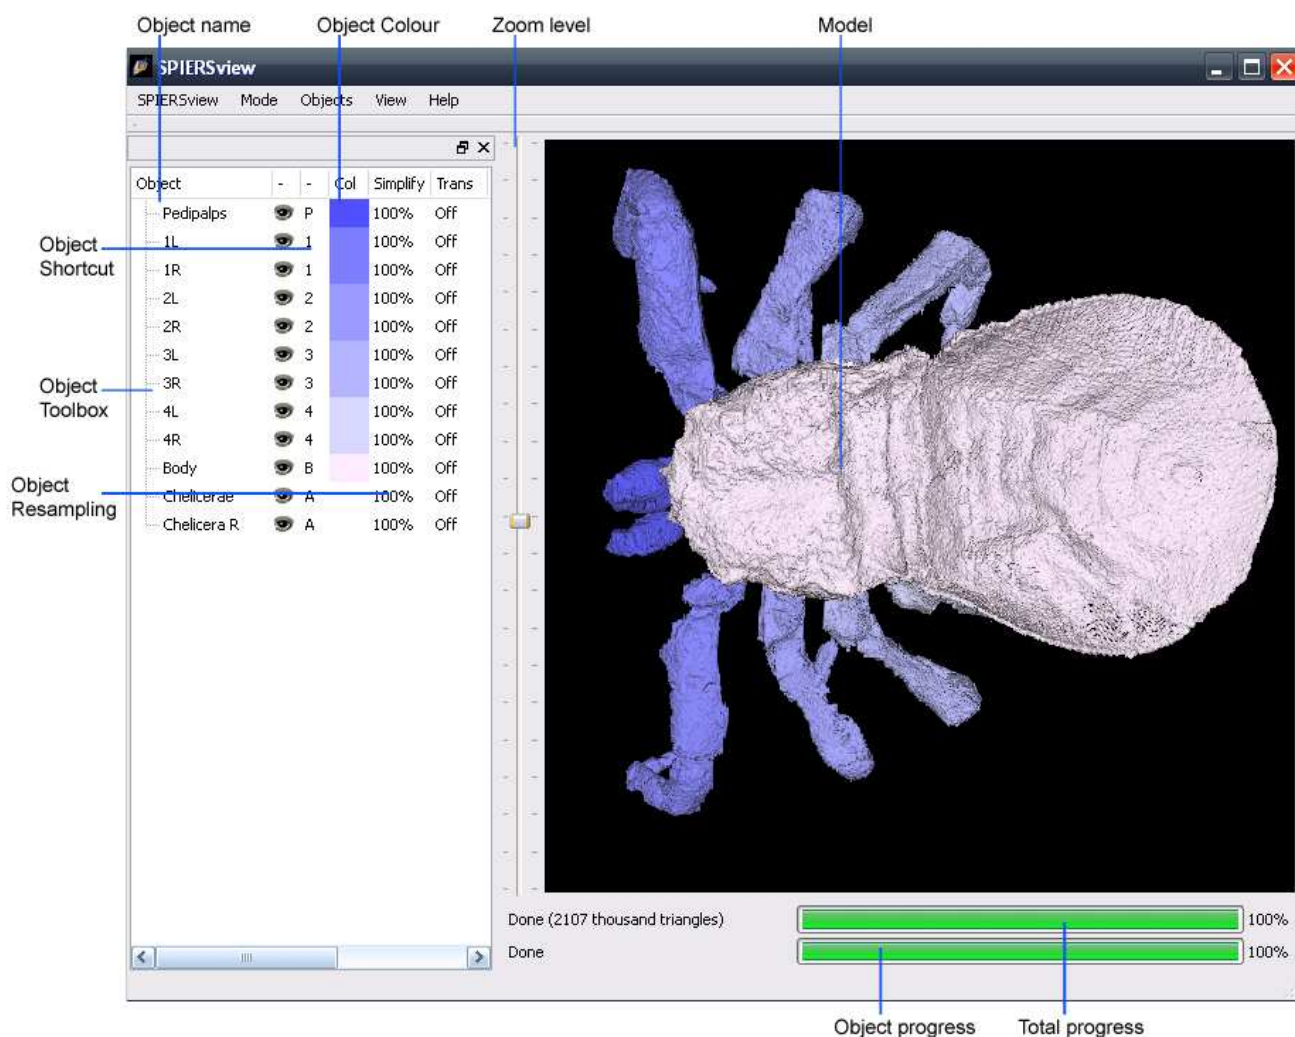 Object name Object Colour Zoom level Model
SPIERSview
SPIERSview Mode Objects View Help
Object - - Col Simplify Trans
Pedipalps P 100% Off
1L 1 100% Off
1R 1 100% Off
2L 2 100% Off
2R 2 100% Off
3L 3 100% Off
3R 3 100% Off
4L 4 100% Off
4R 4 100% Off
Body B 100% Off
Chelicerae A 100% Off
Chelicera R A 100% Off
Object
Shortcut
Object
Toolbox
Object
Resampling
Done (2107 thousand triangles) 100%
Done 100%
Object progress Total progress